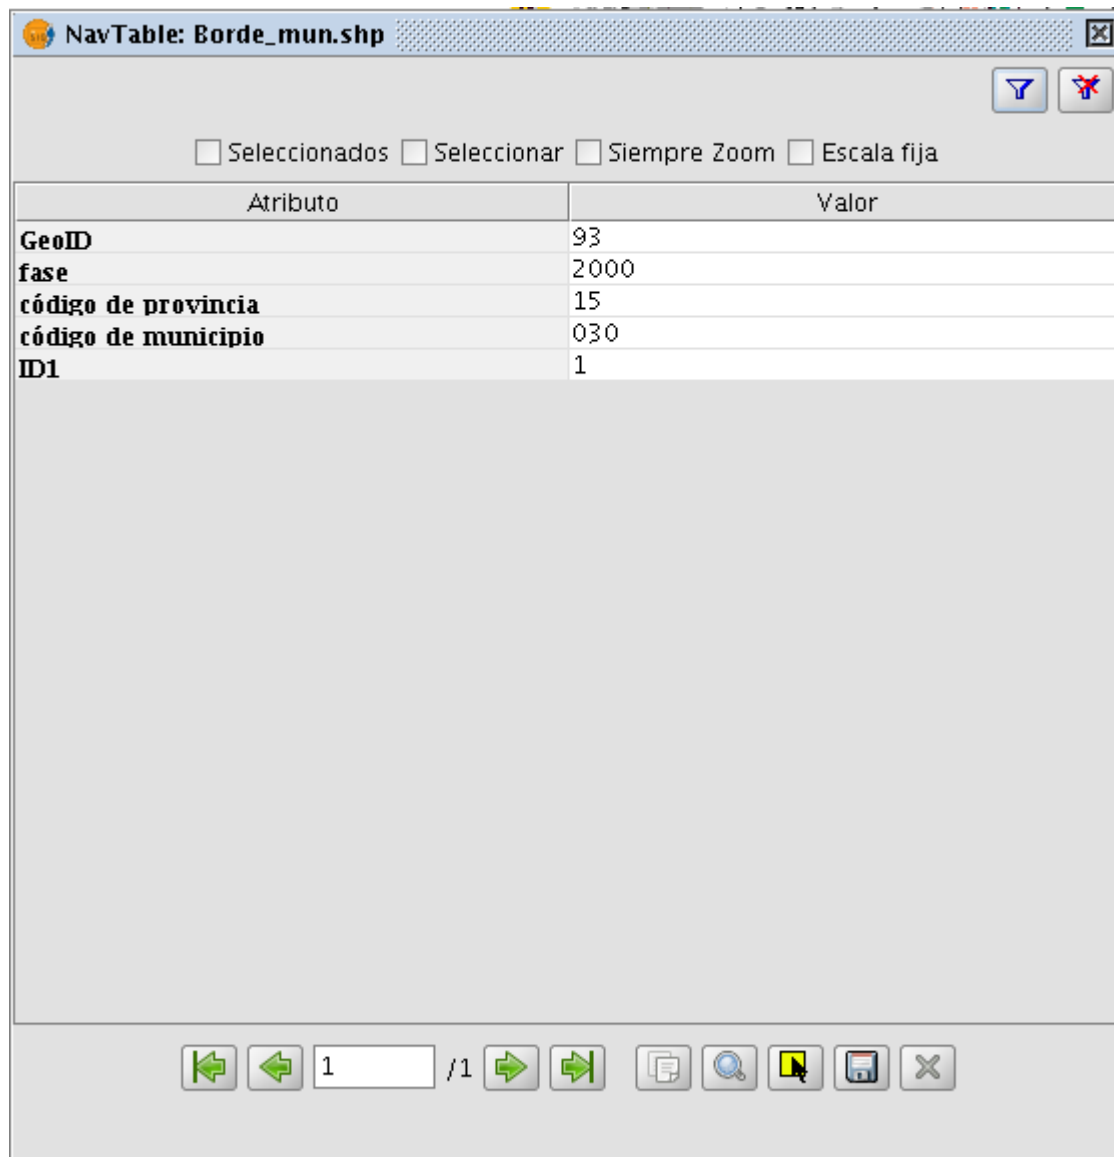 NavTable: Borde_mun.shp
Seleccionados Seleccionar Siempre Zoom Escala fija
Atributo Valor
GeoID 93
fase 2000
código de provincia 15
código de municipio 030
ID1 1
1 /1